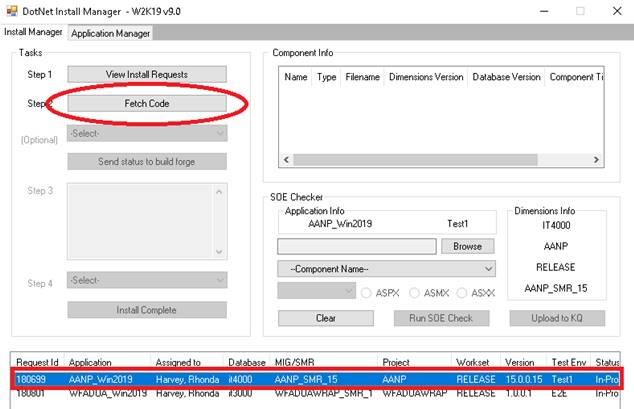 DotNet Install Manager - W2K19 v9.0
Install Manager Application Manager
Tasks
Step 1 View Install Requests
Step 2 Fetch Code
(Optional) -Select-
Send status to build forge
Step 3
Step 4 -Select-
Install Complete
Component Info
Name Type Filename Dimensions Version Database Version Component Ti
SOE Checker
Application Info
AANP_Win2019 Test1
Browse
--Component Name--
ASPX ASMX ASXX
Clear Run SOE Check
Dimensions Info
IT4000
AANP
RELEASE
AANP_SMR_15
Upload to KQ
Request Id Application Assigned to Database MIG/SMR Project Workset Version Test Env Status
180699 AANP_Win2019 Harvey, Rhonda it4000 AANP_SMR_15 AANP RELEASE 15.0.0.15 Test1 In-Pro
180801 WFADUA_Win2019 Harvey, Rhonda it3000 WFADUAWRAP_SMR_1 WFADUAWRAP RELEASE 1.0.0.1 E2E In-Pro